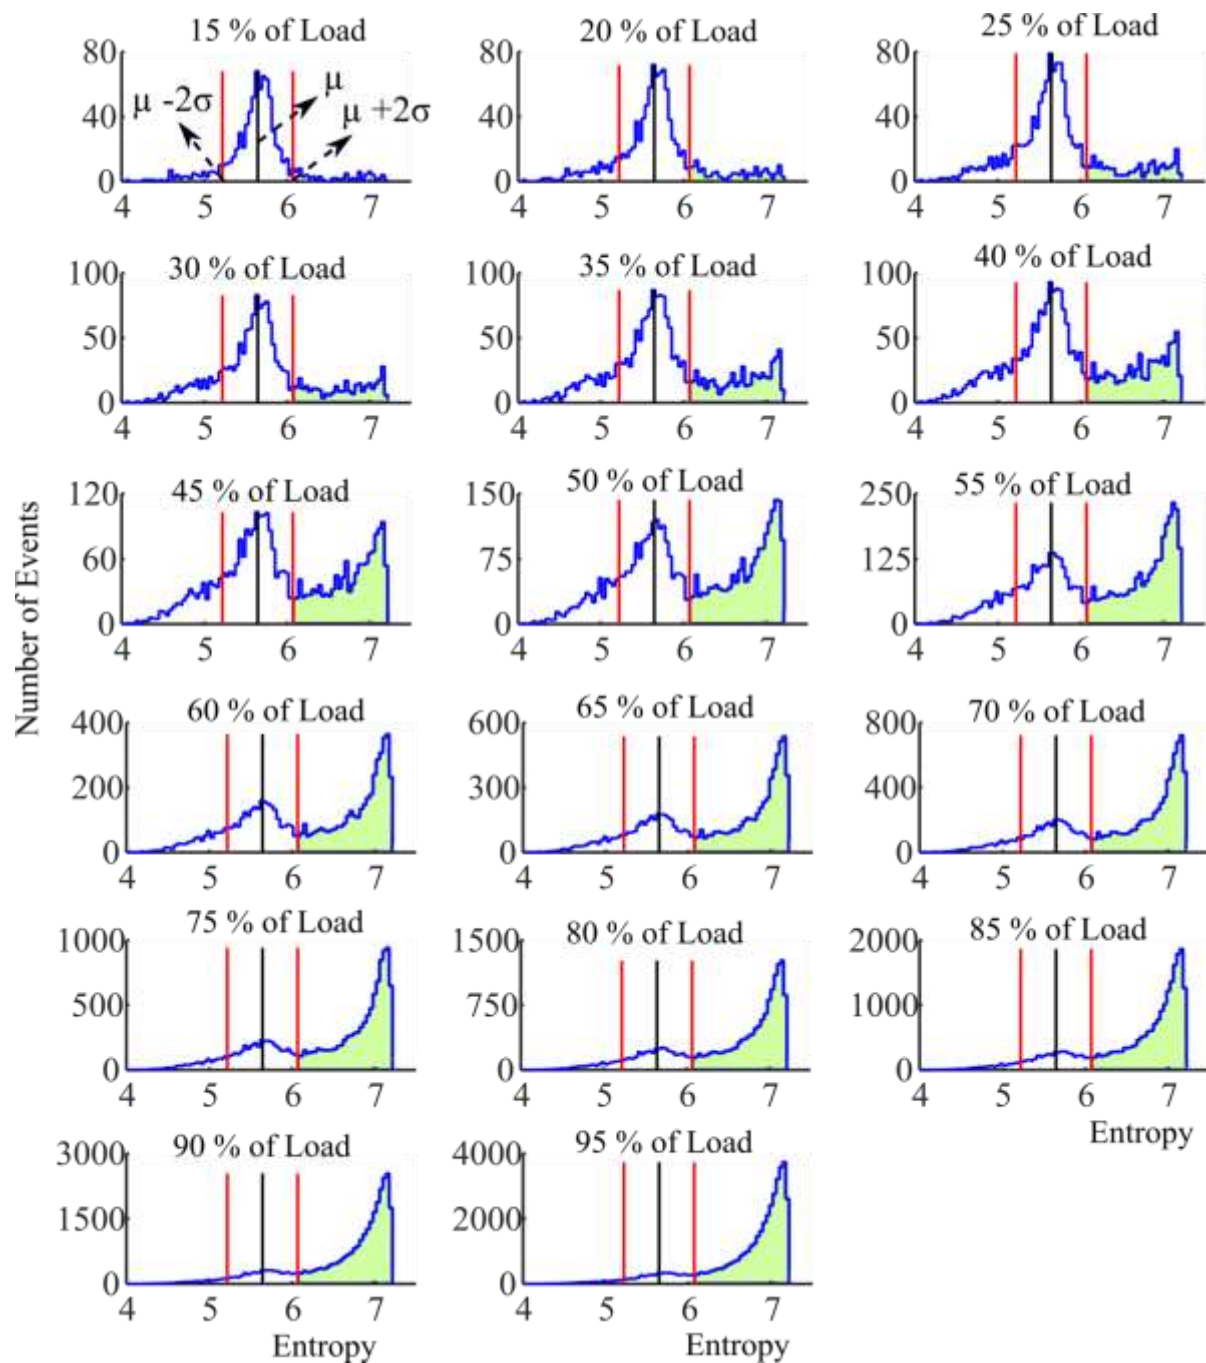 15 % of Load
80
40
0
4 5 6 7
μ -2σ
μ
μ +2σ
20 % of Load
80
40
0
4 5 6 7
25 % of Load
80
40
0
4 5 6 7
30 % of Load
100
50
0
4 5 6 7
35 % of Load
100
50
0
4 5 6 7
40 % of Load
100
50
0
4 5 6 7
Number of Events
45 % of Load
120
60
0
4 5 6 7
50 % of Load
150
75
0
4 5 6 7
55 % of Load
250
125
0
4 5 6 7
60 % of Load
400
200
0
4 5 6 7
65 % of Load
600
300
0
4 5 6 7
70 % of Load
800
400
0
4 5 6 7
75 % of Load
1000
500
0
4 5 6 7
80 % of Load
1500
750
0
4 5 6 7
85 % of Load
2000
1000
0
4 5 6 7
Entropy
90 % of Load
3000
1500
0
4 5 6 7
Entropy
95 % of Load
4000
2000
0
4 5 6 7
Entropy